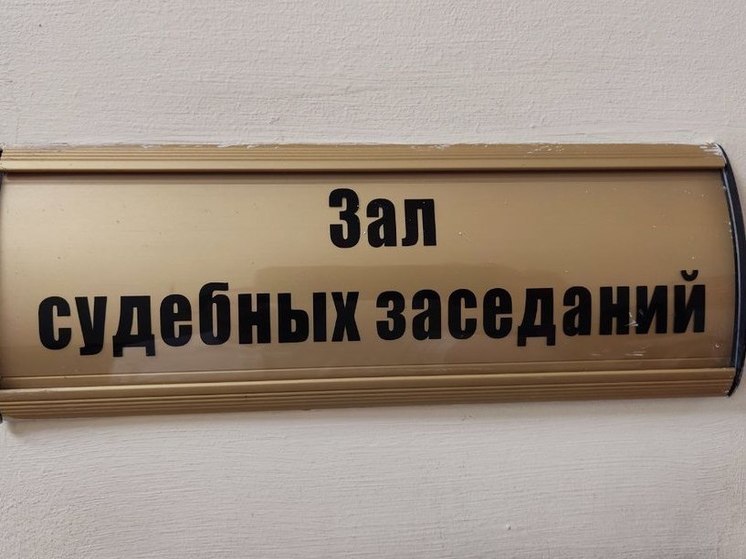 Зал
судебных заседаний